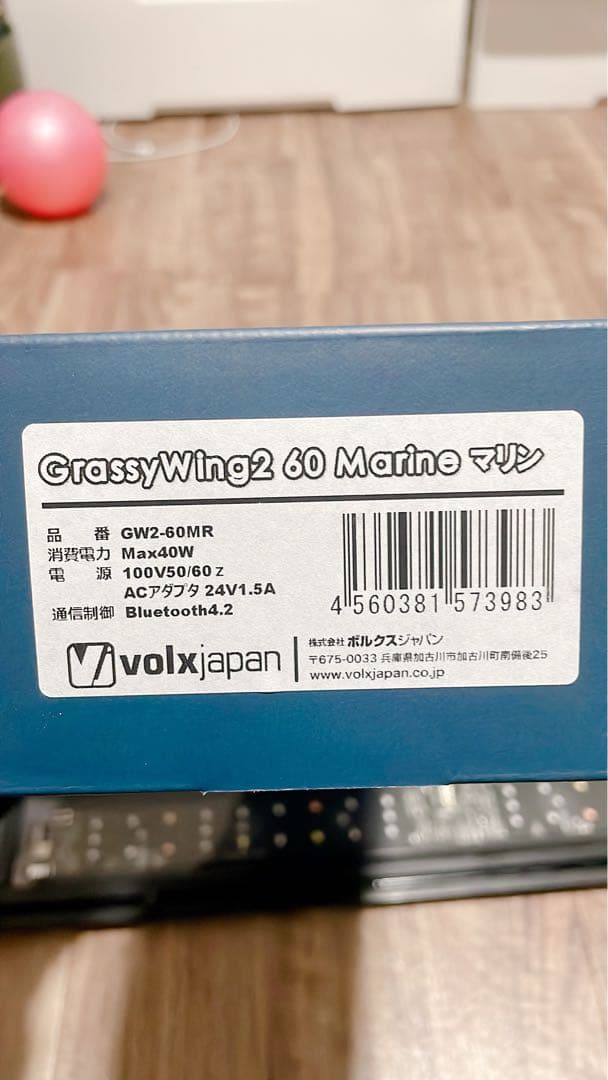 GrassyWing2 60 Marine マリン
品 番 GW2-60MR
消費電力 Max40W
電 源 100V50/60z
ACアダプタ 24V1.5A
通信制御 Bluetooth4.2
4 560381 573983
volxjapan
株式会社 ボルクスジャパン
〒675-0033 兵庫県加古川市加古川町南備後25
www.volxjapan.co.jp